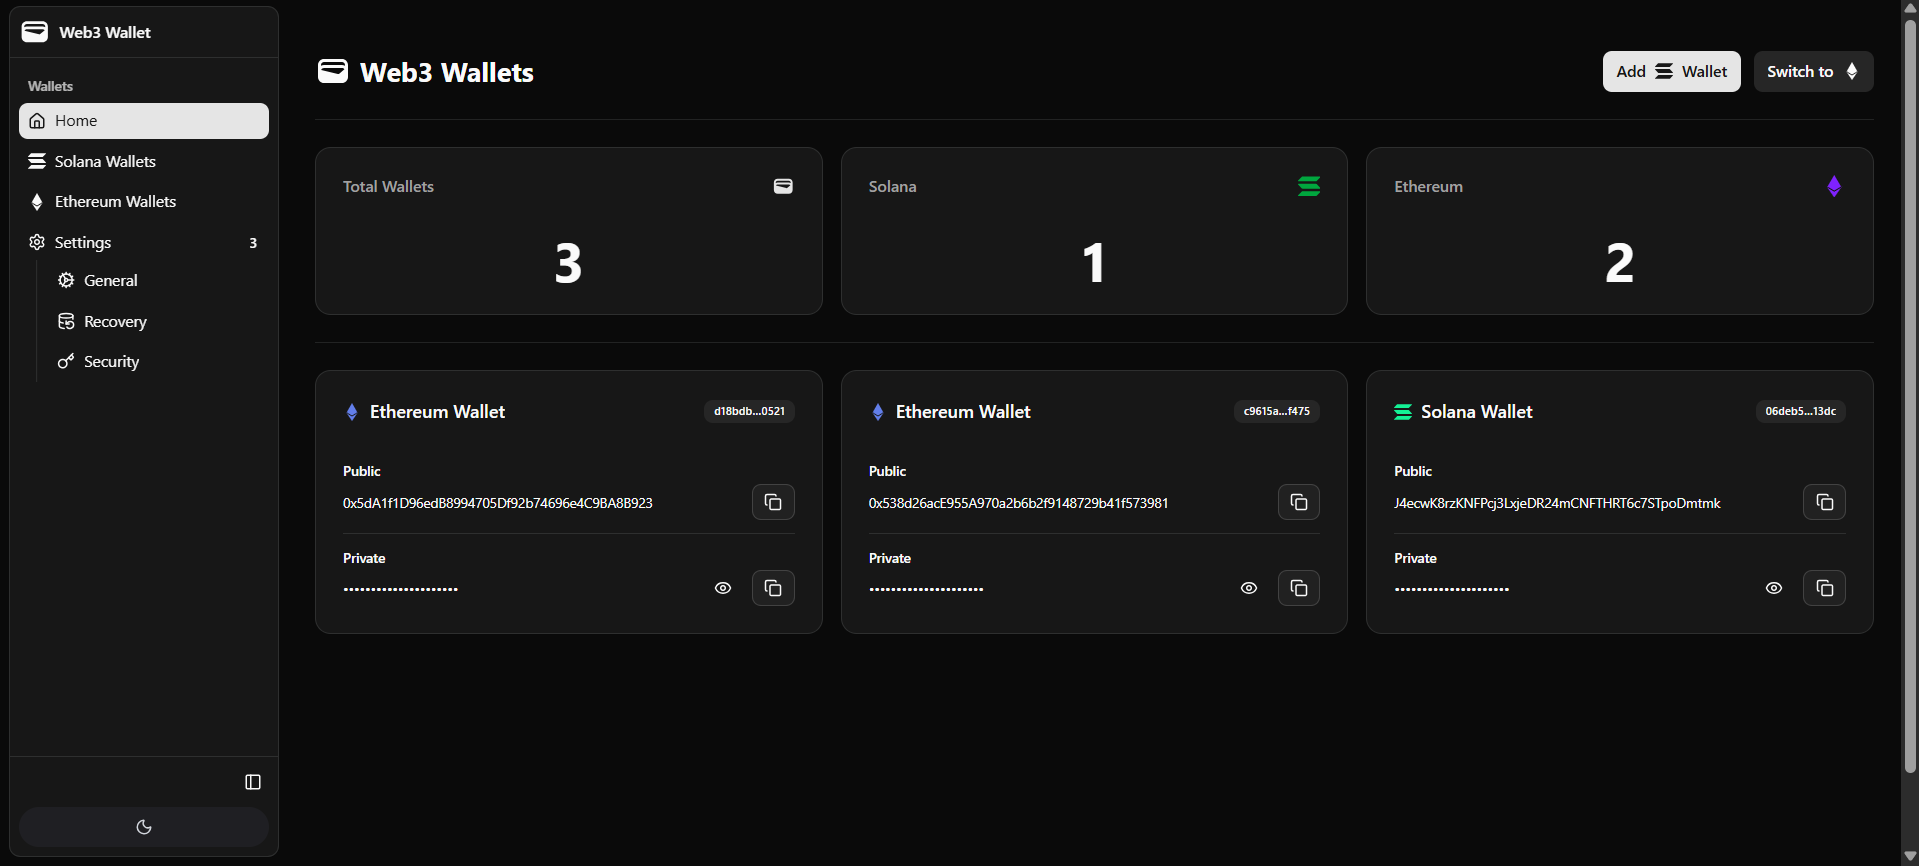 Web3 Wallet
Wallets
Home
Solana Wallets
Ethereum Wallets
Settings 3
General
Recovery
Security
Web3 Wallets
Add Wallet
Switch to
Total Wallets
3
Solana
1
Ethereum
2
Ethereum Wallet d18bdb...0521
Public
0x5dA1f1D96edB8994705Df92b74696e4C9BA8B923
Private
•••••••••••••••••••••
Ethereum Wallet c9615a...f475
Public
0x538d26acE955A970a2b6b2f9148729b41f573981
Private
•••••••••••••••••••••
Solana Wallet 06deb5...13dc
Public
J4ecwK8rzKNFPcj3LxjeDR24mCNFTHRT6c7STpoDmtmk
Private
•••••••••••••••••••••